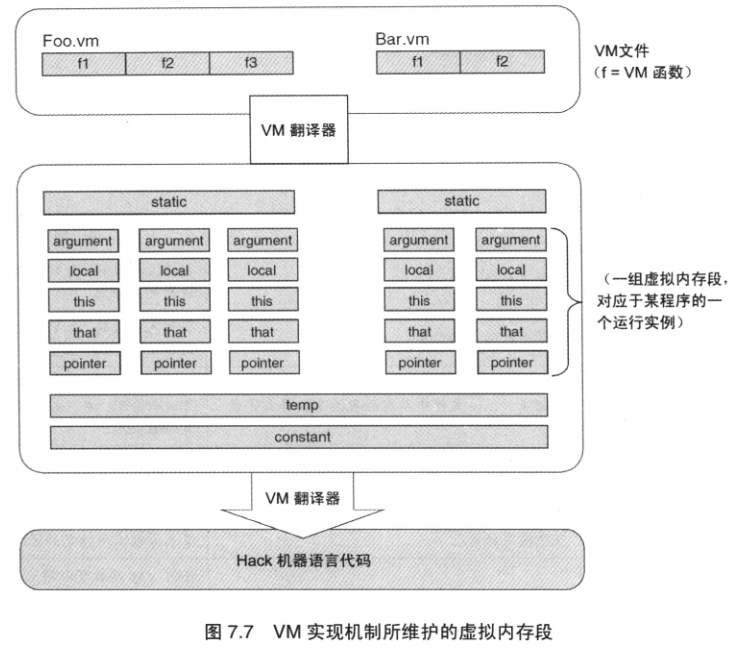 Foo.vm
f1 f2 f3
Bar.vm
f1 f2
VM文件
（f = VM 函数）
VM 翻译器
static static
argument argument argument argument argument
local local local local local
this this this this this
that that that that that
pointer pointer pointer pointer pointer
（一组虚拟内存段，
对应于某程序的一
个运行实例）
temp
constant
VM 翻译器
Hack 机器语言代码
图 7.7 VM 实现机制所维护的虚拟内存段